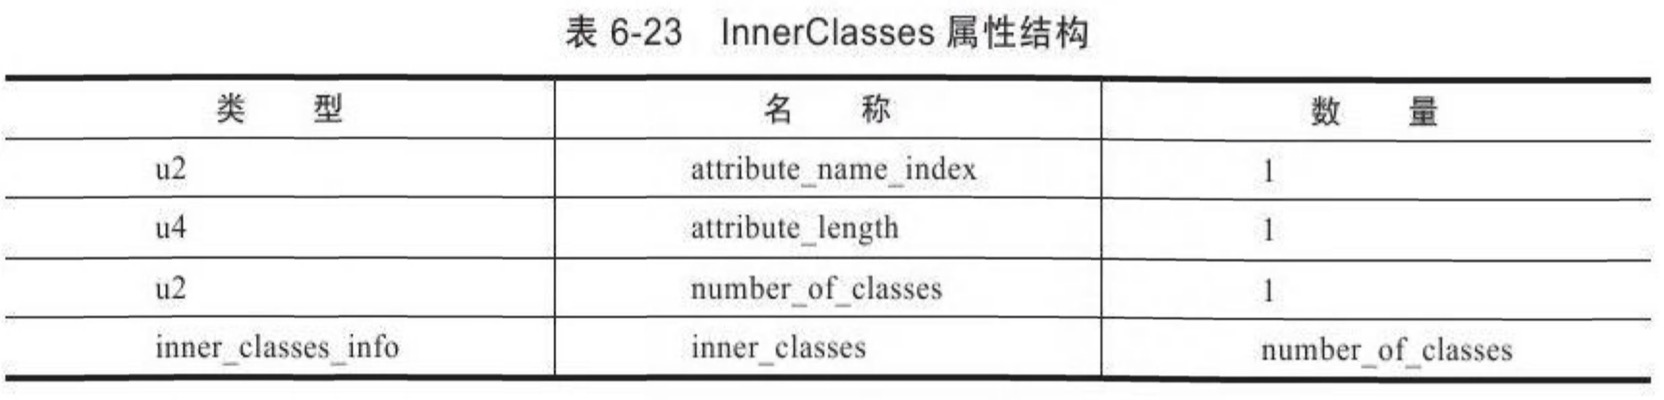 表 6-23 InnerClasses 属性结构
类 型 名 称 数 量
u2 attribute_name_index 1
u4 attribute_length 1
u2 number_of_classes 1
inner_classes_info inner_classes number_of_classes